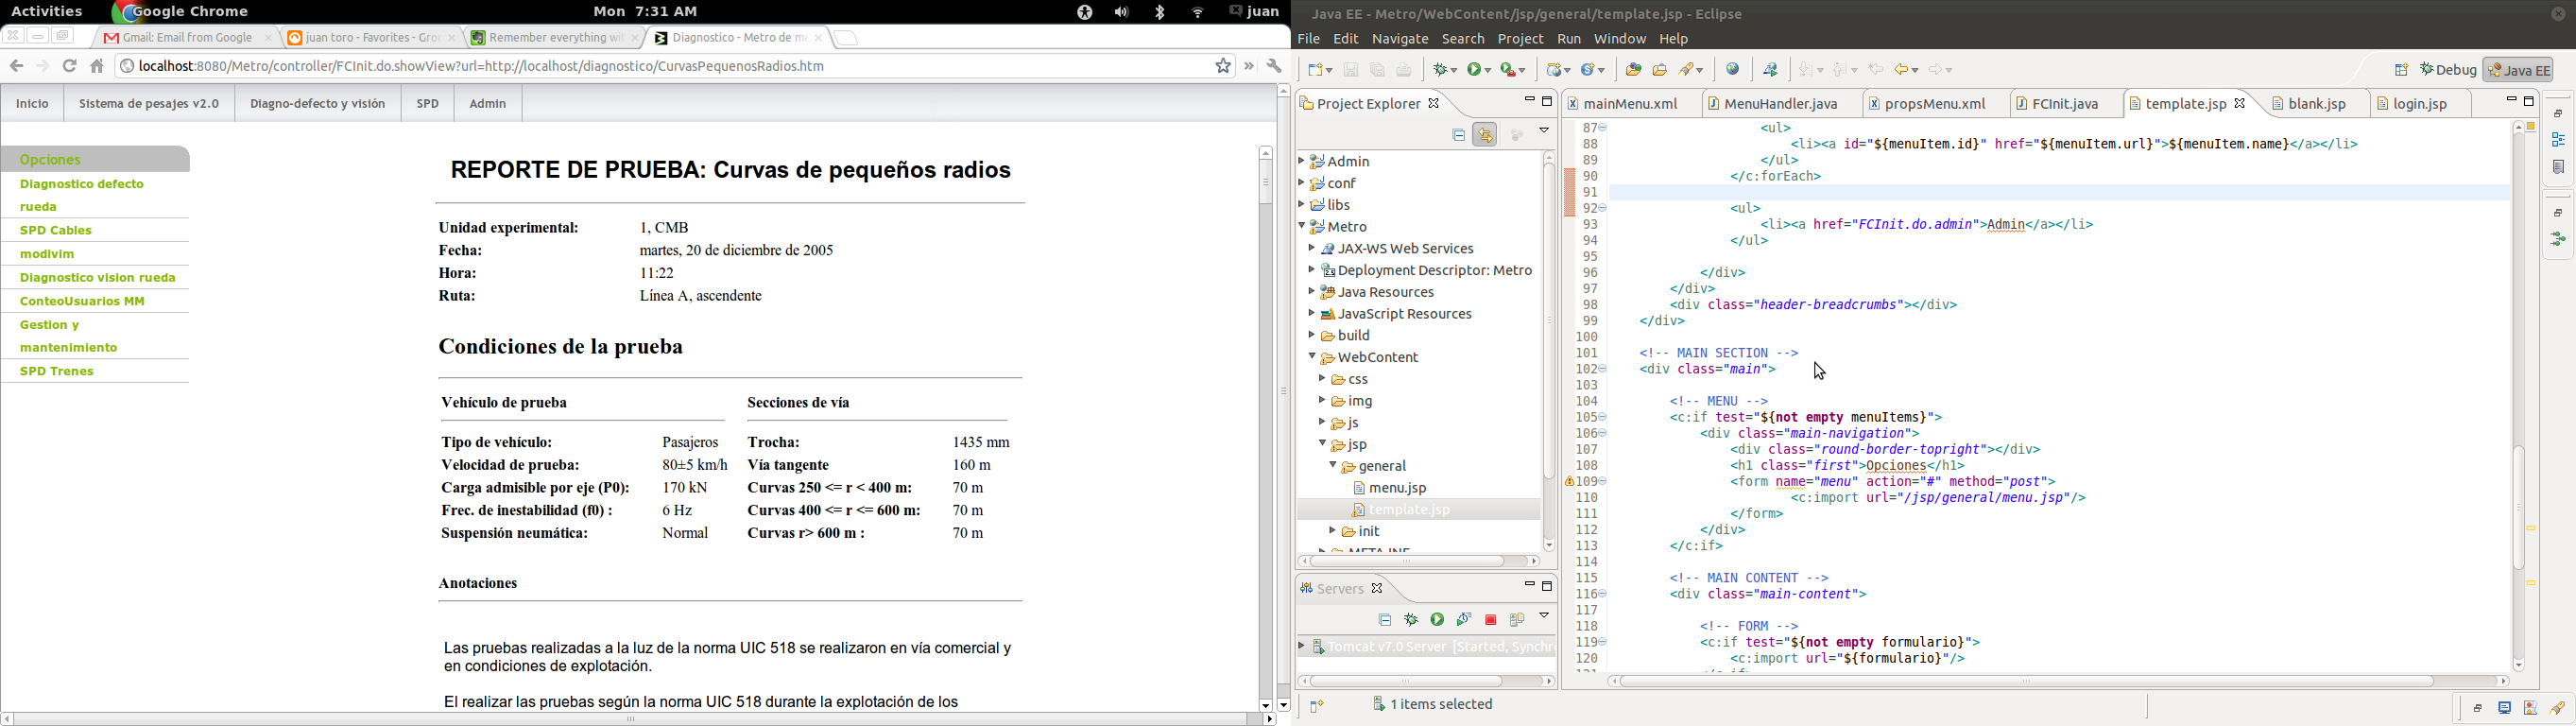 Activities
Google Chrome
Mon 7:31 AM
juan
Gmail: Email from Google
juan toro - Favorites - Gro
Remember everything wit
Diagnostico - Metro de me
localhost:8080/Metro/controller/FCInit.do.showView?url=http://localhost/diagnostico/CurvasPequenosRadios.htm
Inicio
Sistema de pesajes v2.0
Diagno-defecto y visión
SPD
Admin
Opciones
Diagnostico defecto
rueda
SPD Cables
modivim
Diagnostico vision rueda
ConteoUsuarios MM
Gestion y
mantenimiento
SPD Trenes
REPORTE DE PRUEBA: Curvas de pequeños radios
Unidad experimental: 1, CMB
Fecha: martes, 20 de diciembre de 2005
Hora: 11:22
Ruta: Línea A, ascendente
Condiciones de la prueba
Vehículo de prueba
Tipo de vehículo: Pasajeros
Velocidad de prueba: 80±5 km/h
Carga admisible por eje (P0): 170 kN
Frec. de inestabilidad (f0) : 6 Hz
Suspensión neumática: Normal
Secciones de vía
Trocha: 1435 mm
Vía tangente 160 m
Curvas 250 <= r < 400 m: 70 m
Curvas 400 <= r <= 600 m: 70 m
Curvas r> 600 m : 70 m
Anotaciones
Las pruebas realizadas a la luz de la norma UIC 518 se realizaron en vía comercial y
en condiciones de explotación.
El realizar las pruebas según la norma UIC 518 durante la explotación de los
Java EE - Metro/WebContent/jsp/general/template.jsp - Eclipse
File Edit Navigate Search Project Run Window Help
Debug
Java EE
Project Explorer
Admin
conf
libs
Metro
JAX-WS Web Services
Deployment Descriptor: Metro
Java Resources
JavaScript Resources
build
WebContent
css
img
js
jsp
general
menu.jsp
template.jsp
init
META-INF
Servers
Tomcat v7.0 Server [Started, Synchr
mainMenu.xml
MenuHandler.java
propsMenu.xml
FCInit.java
template.jsp
blank.jsp
login.jsp
87 <ul>
88 <li><a id="${menuItem.id}" href="${menuItem.url}">${menuItem.name}</a></li>
89 </ul>
90 </c:forEach>
91
92 <ul>
93 <li><a href="FCInit.do.admin">Admin</a></li>
94 </ul>
95
96 </div>
97 </div>
98 <div class="header-breadcrumbs"></div>
99 </div>
100
101 <!-- MAIN SECTION -->
102 <div class="main">
103
104 <!-- MENU -->
105 <c:if test="${not empty menuItems}">
106 <div class="main-navigation">
107 <div class="round-border-topright"></div>
108 <h1 class="first">Opciones</h1>
109 <form name="menu" action="#" method="post">
110 <c:import url="/jsp/general/menu.jsp"/>
111 </form>
112 </div>
113 </c:if>
114
115 <!-- MAIN CONTENT -->
116 <div class="main-content">
117
118 <!-- FORM -->
119 <c:if test="${not empty formulario}">
120 <c:import url="${formulario}"/>
1 items selected